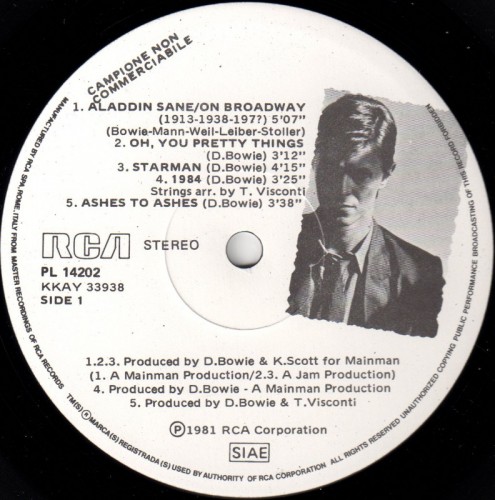 CAMPIONE NON
COMMERCIABILE
1. ALADDIN SANE/ON BROADWAY
(1913-1938-197?) 5'07"
(Bowie-Mann-Weil-Leiber-Stoller)
2. OH, YOU PRETTY THINGS
(D.Bowie) 3'12"
3. STARMAN (D.Bowie) 4'15"
4. 1984 (D.Bowie) 3'25"
Strings arr. by T. Visconti
5. ASHES TO ASHES (D.Bowie) 3'38"
RCA STEREO
PL 14202
KKAY 33938
SIDE 1
1.2.3. Produced by D.Bowie & K.Scott for Mainman
(1. A Mainman Production/2.3. A Jam Production)
4. Produced by D.Bowie - A Mainman Production
5. Produced by D.Bowie & T.Visconti
Ⓟ1981 RCA Corporation
SIAE
MANUFACTURED BY RCA SPA, ROME, ITALY FROM MASTER RECORDINGS OF RCA RECORDS TM(S)® MARCA(S) REGISTRADA(S) USED BY AUTHORITY OF RCA CORPORATION ALL RIGHTS RESERVED UNAUTHORIZED COPYING PUBLIC PERFORMANCE BROADCASTING OF THIS RECORD FORBIDDEN